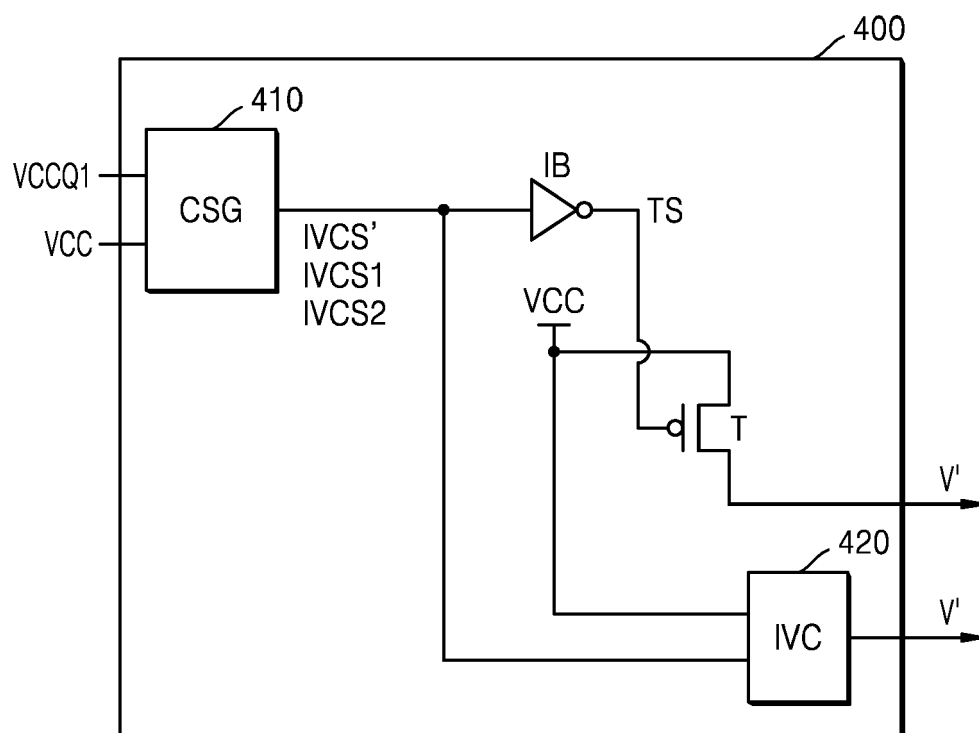 400
410
VCCQ1
VCC
CSG
IVCS'
IVCS1
IVCS2
IB
TS
VCC
T
V'
420
IVC
V'